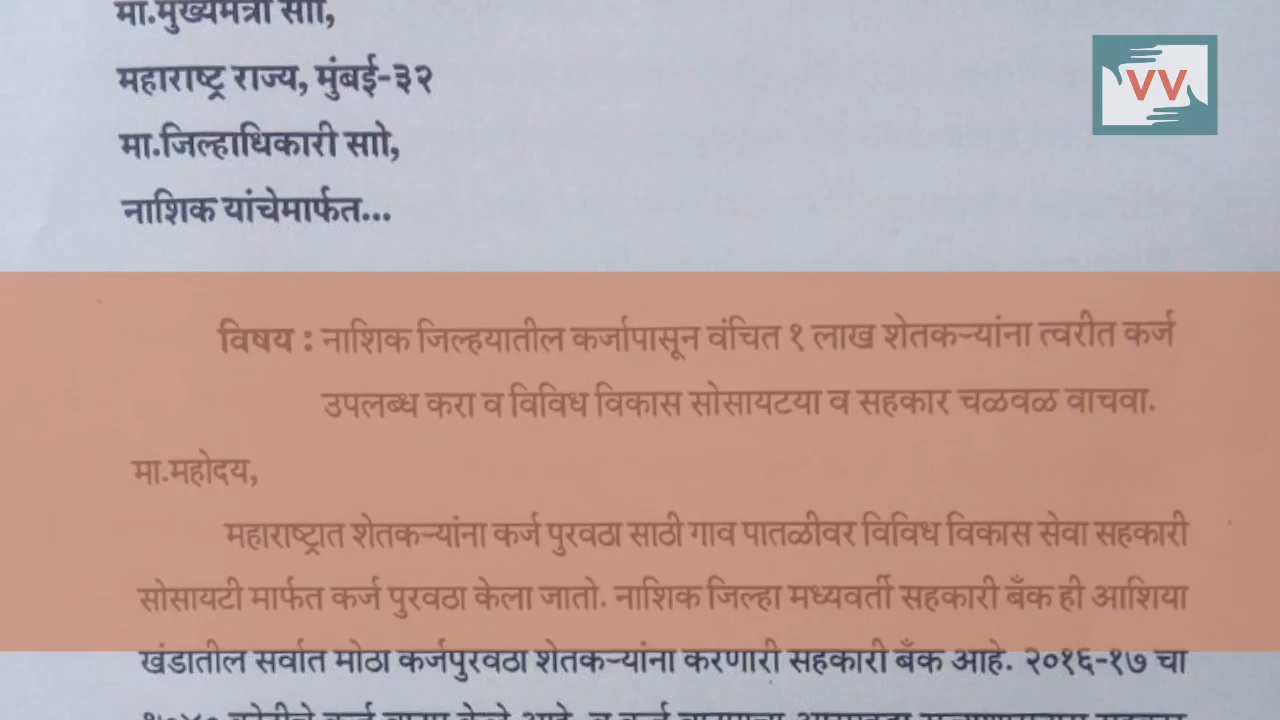 मा.मुख्यमंत्री साो,
महाराष्ट्र राज्य, मुंबई-३२
मा.जिल्हाधिकारी साो,
नाशिक यांचेमार्फत...
VV
विषय : नाशिक जिल्हयातील कर्जापासून वंचित १ लाख शेतकऱ्यांना त्वरीत कर्ज
उपलब्ध करा व विविध विकास सोसायटया व सहकार चळवळ वाचवा.
मा.महोदय,
महाराष्ट्रात शेतकऱ्यांना कर्ज पुरवठा साठी गाव पातळीवर विविध विकास सेवा सहकारी
सोसायटी मार्फत कर्ज पुरवठा केला जातो. नाशिक जिल्हा मध्यवर्ती सहकारी बँक ही आशिया
खंडातील सर्वात मोठा कर्जपुरवठा शेतकऱ्यांना करणारी सहकारी बँक आहे. २०१६-१७ चा